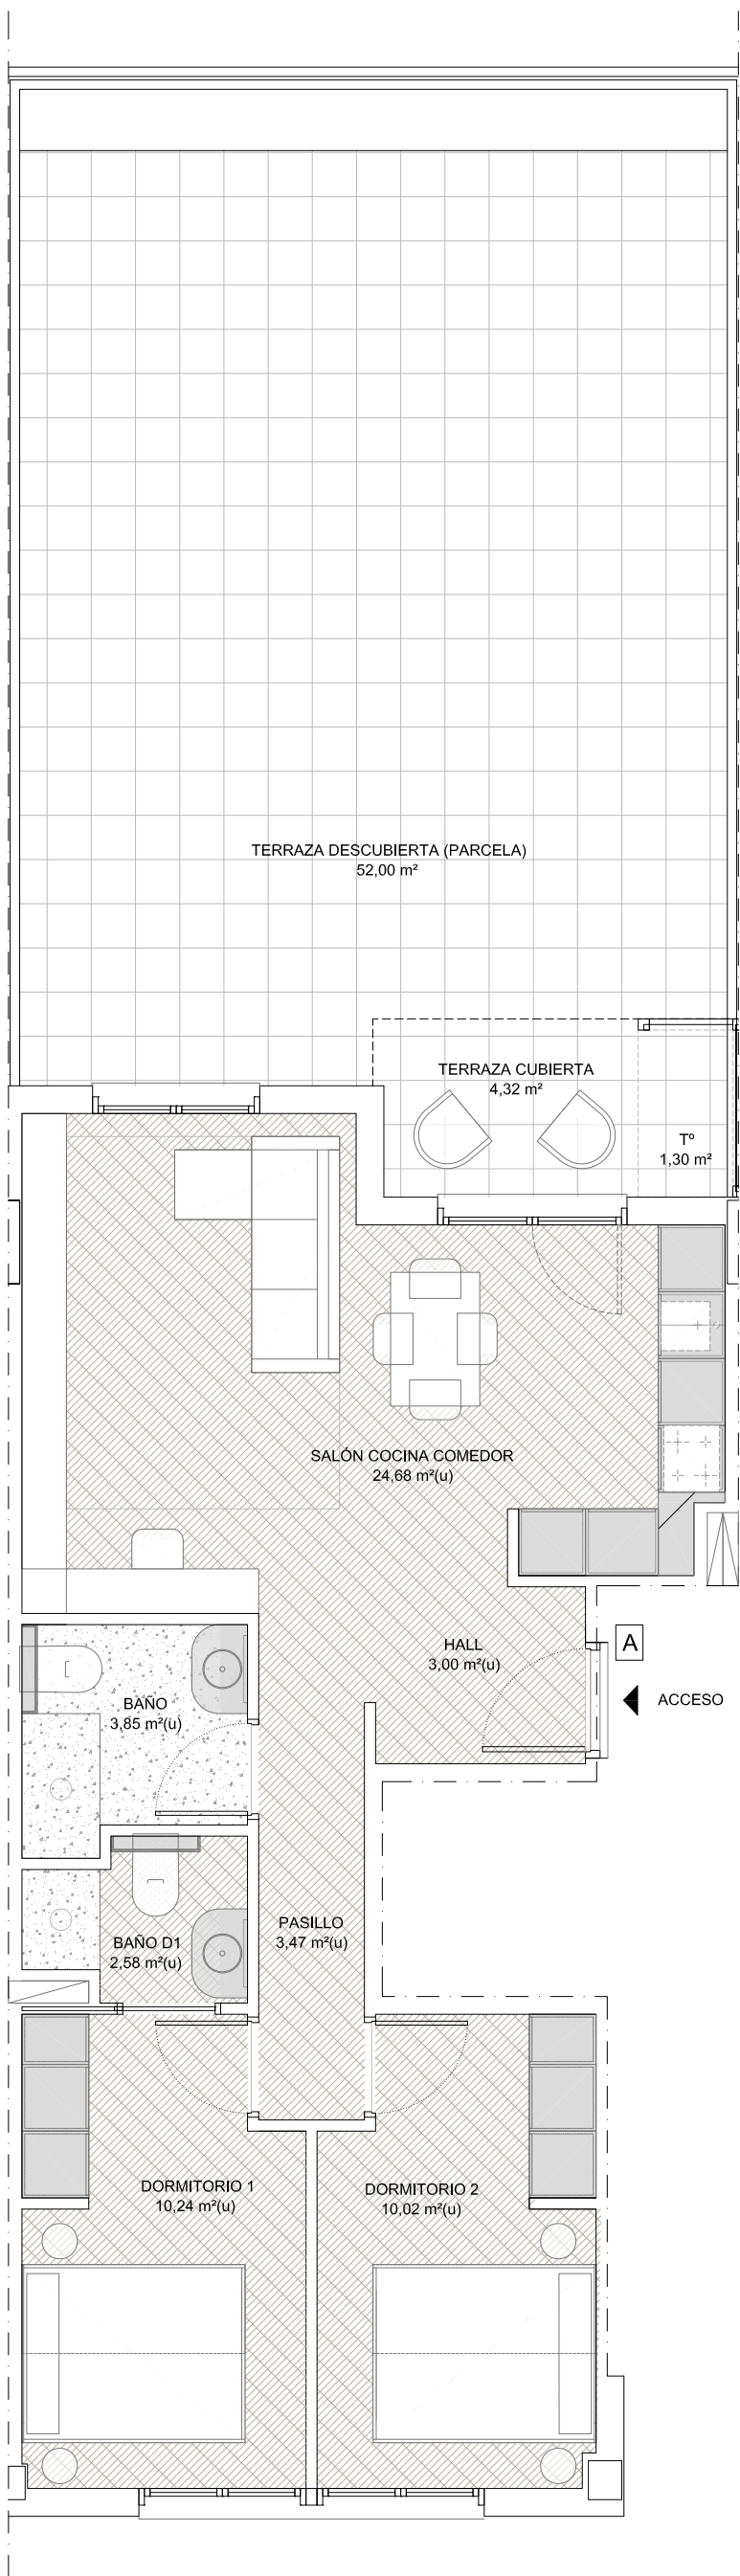 TERRAZA DESCUBIERTA (PARCELA)
52,00 m²
TERRAZA CUBIERTA
4,32 m²
Tº
1,30 m²
SALÓN COCINA COMEDOR
24,68 m²(u)
HALL
3,00 m²(u)
A
ACCESO
BAÑO
3,85 m²(u)
PASILLO
3,47 m²(u)
BAÑO D1
2,58 m²(u)
DORMITORIO 1
10,24 m²(u)
DORMITORIO 2
10,02 m²(u)